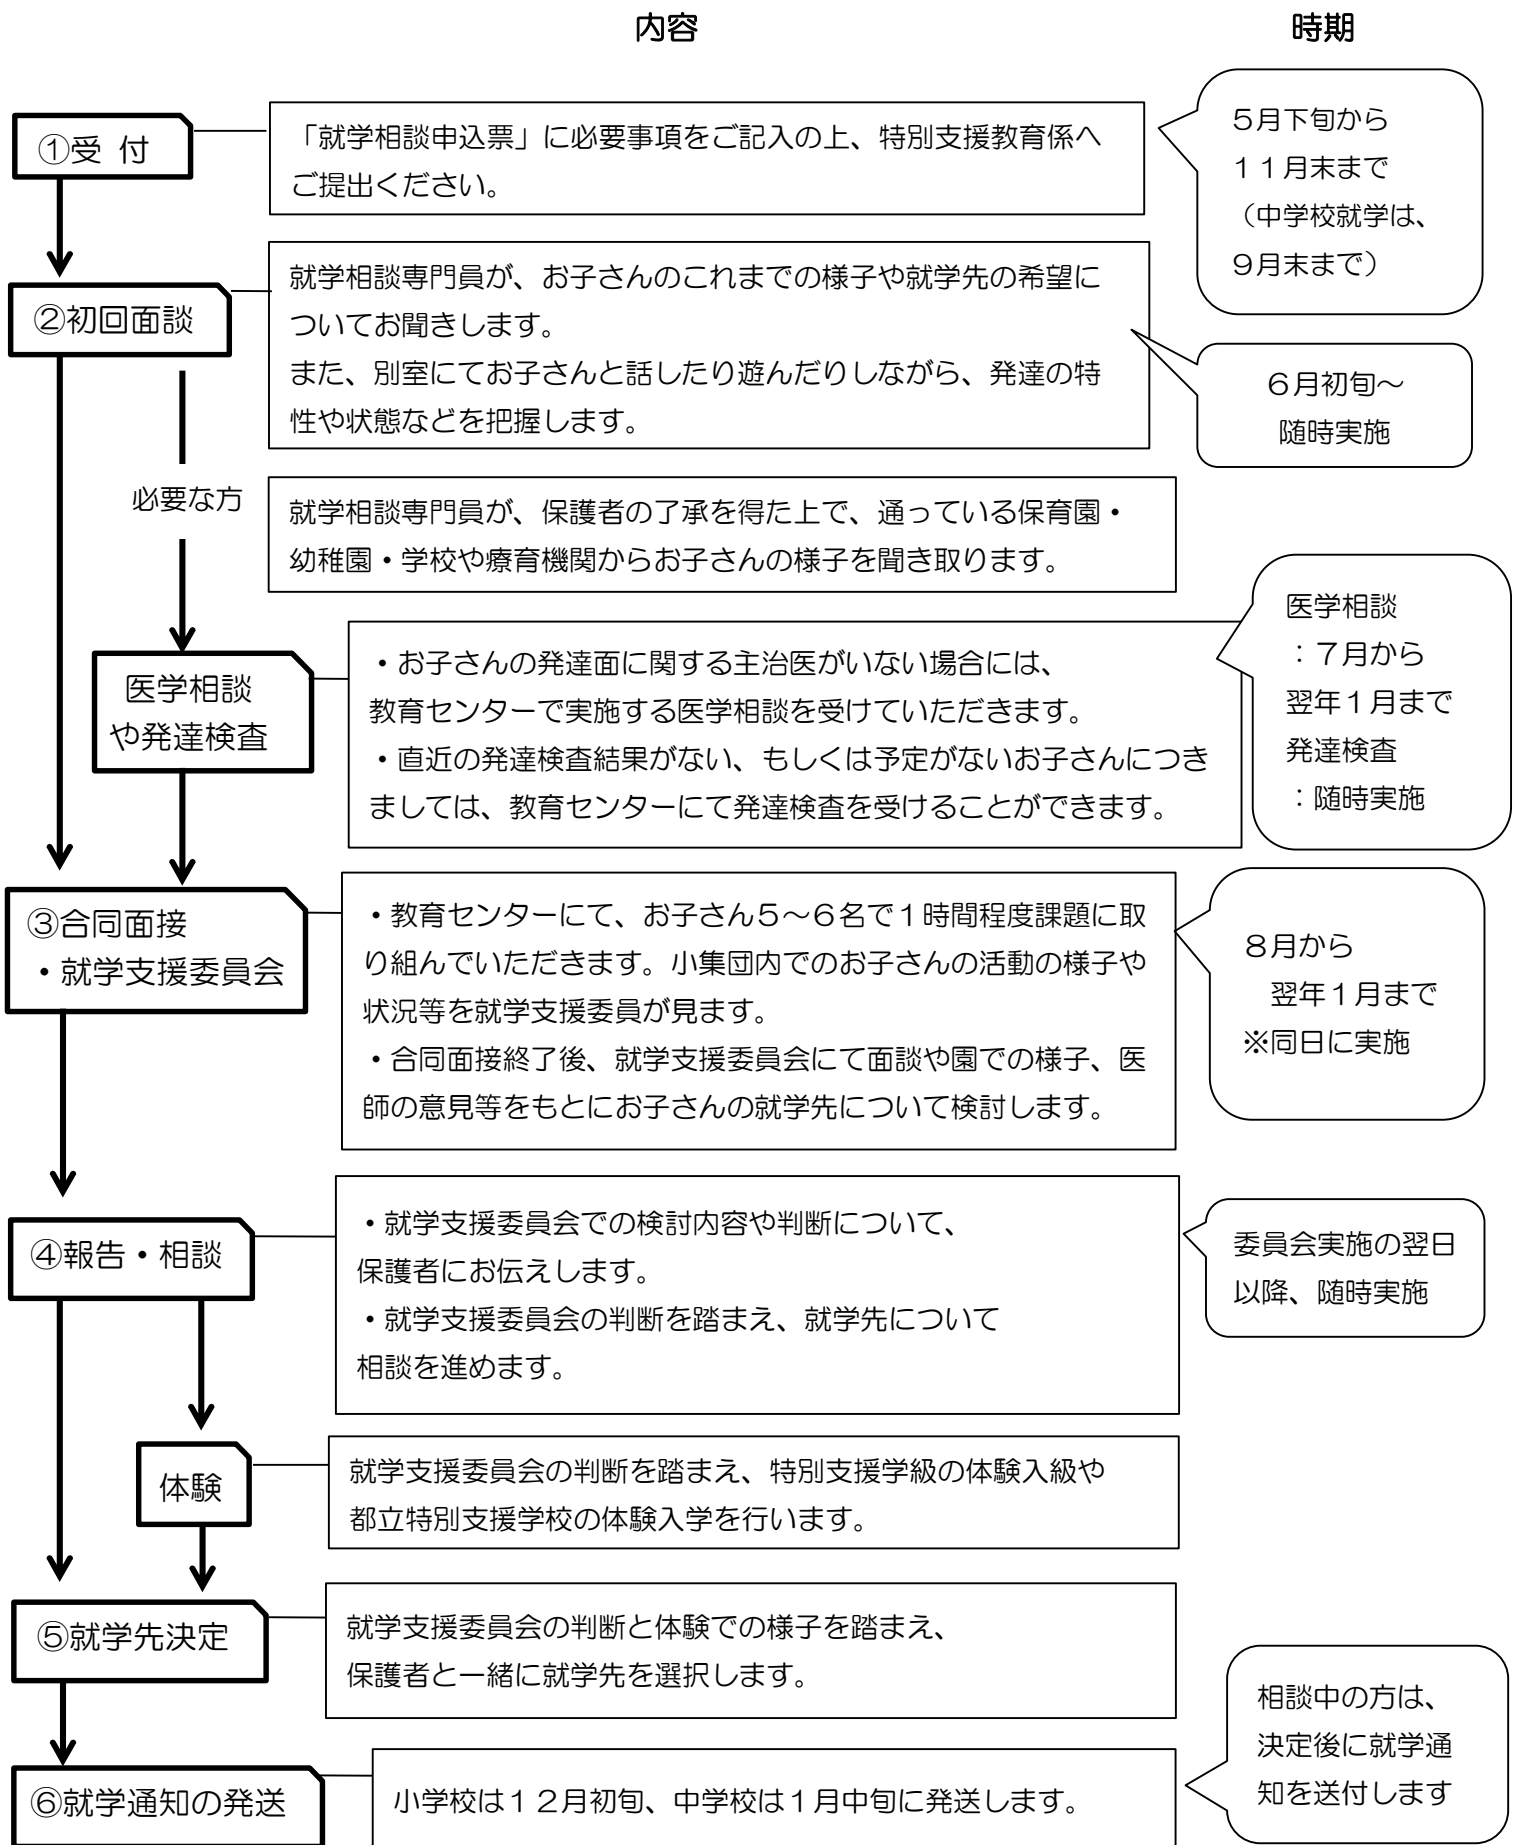 内容
時期
①受 付
「就学相談申込票」に必要事項をご記入の上、特別支援教育係へ
ご提出ください。
５月下旬から
１１月末まで
（中学校就学は、
９月末まで）
②初回面談
就学相談専門員が、お子さんのこれまでの様子や就学先の希望に
ついてお聞きします。
また、別室にてお子さんと話したり遊んだりしながら、発達の特
性や状態などを把握します。
６月初旬～
随時実施
必要な方
就学相談専門員が、保護者の了承を得た上で、通っている保育園・
幼稚園・学校や療育機関からお子さんの様子を聞き取ります。
医学相談
や発達検査
・お子さんの発達面に関する主治医がいない場合には、
教育センターで実施する医学相談を受けていただきます。
・直近の発達検査結果がない、もしくは予定がないお子さんにつき
ましては、教育センターにて発達検査を受けることができます。
医学相談
：７月から
翌年１月まで
発達検査
：随時実施
③合同面接
・就学支援委員会
・教育センターにて、お子さん５～６名で１時間程度課題に取
り組んでいただきます。小集団内でのお子さんの活動の様子や
状況等を就学支援委員が見ます。
・合同面接終了後、就学支援委員会にて面談や園での様子、医
師の意見等をもとにお子さんの就学先について検討します。
８月から
翌年１月まで
※同日に実施
④報告・相談
・就学支援委員会での検討内容や判断について、
保護者にお伝えします。
・就学支援委員会の判断を踏まえ、就学先について
相談を進めます。
委員会実施の翌日
以降、随時実施
体験
就学支援委員会の判断を踏まえ、特別支援学級の体験入級や
都立特別支援学校の体験入学を行います。
⑤就学先決定
就学支援委員会の判断と体験での様子を踏まえ、
保護者と一緒に就学先を選択します。
⑥就学通知の発送
小学校は１２月初旬、中学校は１月中旬に発送します。
相談中の方は、
決定後に就学通
知を送付します